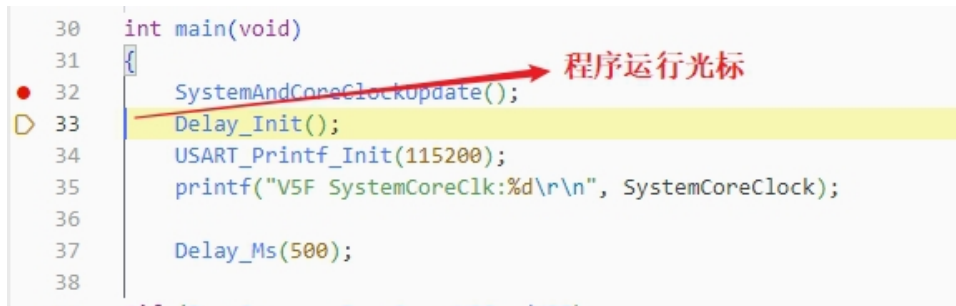 30 int main(void)
31 {
程序运行光标
32 SystemAndCoreClockUpdate();
33 Delay_Init();
34 USART_Printf_Init(115200);
35 printf("V5F SystemCoreClk:%d\r\n", SystemCoreClock);
36
37 Delay_Ms(500);
38